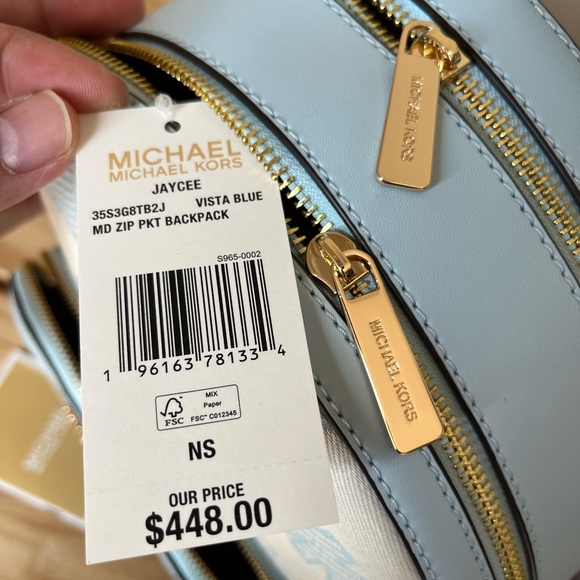 MICHAEL
MICHAEL KORS
JAYCEE
35S3G8TB2J VISTA BLUE
MD ZIP PKT BACKPACK
S965-0002
1 96163 78133 4
FSC
MIX
Paper
FSC™ C012345
NS
OUR PRICE
$448.00
MICHAEL KORS
MICHAEL KORS